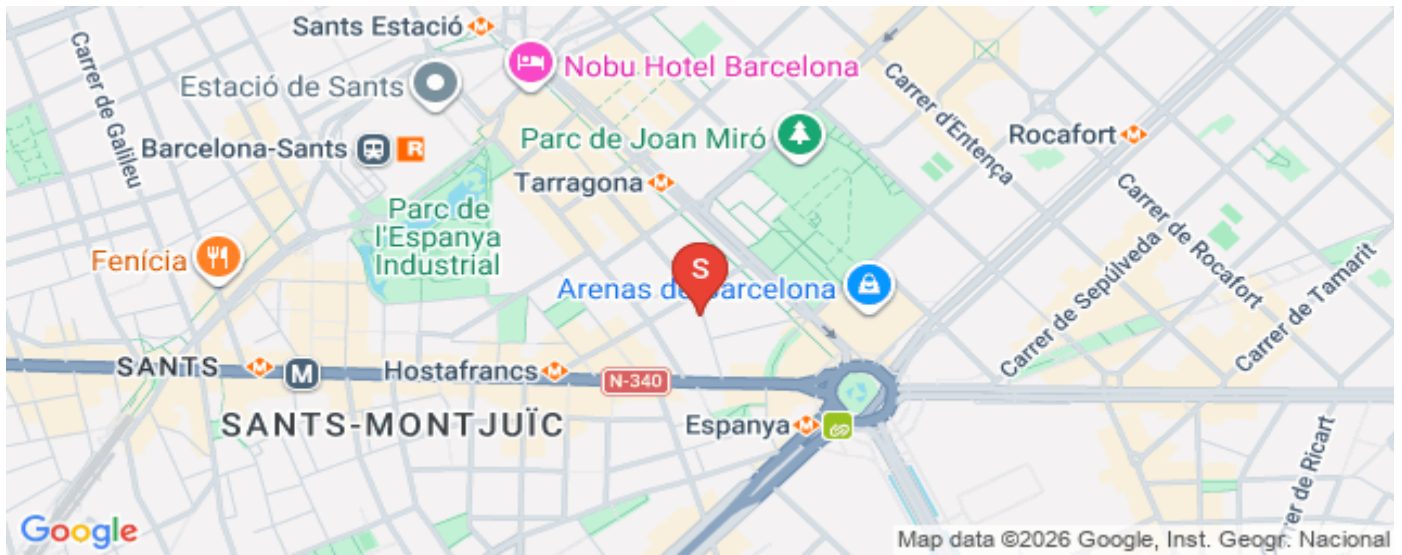 Sants Estació
Nobu Hotel Barcelona
Estació de Sants
Carrer de Galileu
Carrer d'Entença
Parc de Joan Miró
Rocafort
Barcelona-Sants
R
Tarragona
Parc de
l'Espanya
Industrial
Carrer de Rocafort
Carrer de Sepúlveda
Carrer de Tamarit
Fenícia
S
Arenas de Barcelona
SANTS
M
Hostafrancs
N-340
SANTS-MONTJUÏC
Espanya
er de Ricart
Google
Map data ©2026 Google, Inst. Geogr. Nacional